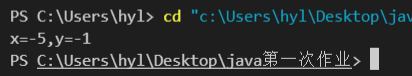 PS C:\Users\hyl> cd "c:\Users\hyl\Desktop\jav
x=-5,y=-1
PS C:\Users\hyl\Desktop\java第一次作业>